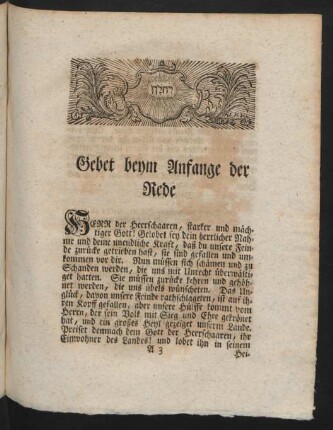 Gebet beym Anfange der
Rede
HERR der Heerschaaren, starker und mäch-
tiger Gott! Gelobet sey dein herrlicher Nah-
me und deine unendliche Kraft, daß du unsere Fein-
de zurücke getrieben hast, sie sind gefallen und um-
kommen vor dir. Nun müssen sich schämen und zu
Schanden werden, die uns mit Unrecht überwälti-
get hatten. Sie müssen zurücke kehren und gehöh-
net werden, die uns übels wünscheten. Das Un-
glück, davon unsere Feinde rathschlageten, ist auf ih-
ren Kopf gefallen, aber unsere Hülffe kommt vom
Herrn, der sein Volk mit Sieg und Ehre gekrönet
hat, und ein großes Heyl gezeiget unserm Lande.
Preiset demnach dem Gott der Heerschaaren, ihr
Einwohner des Landes! und lobet ihn in seinem
A 3
Hei-